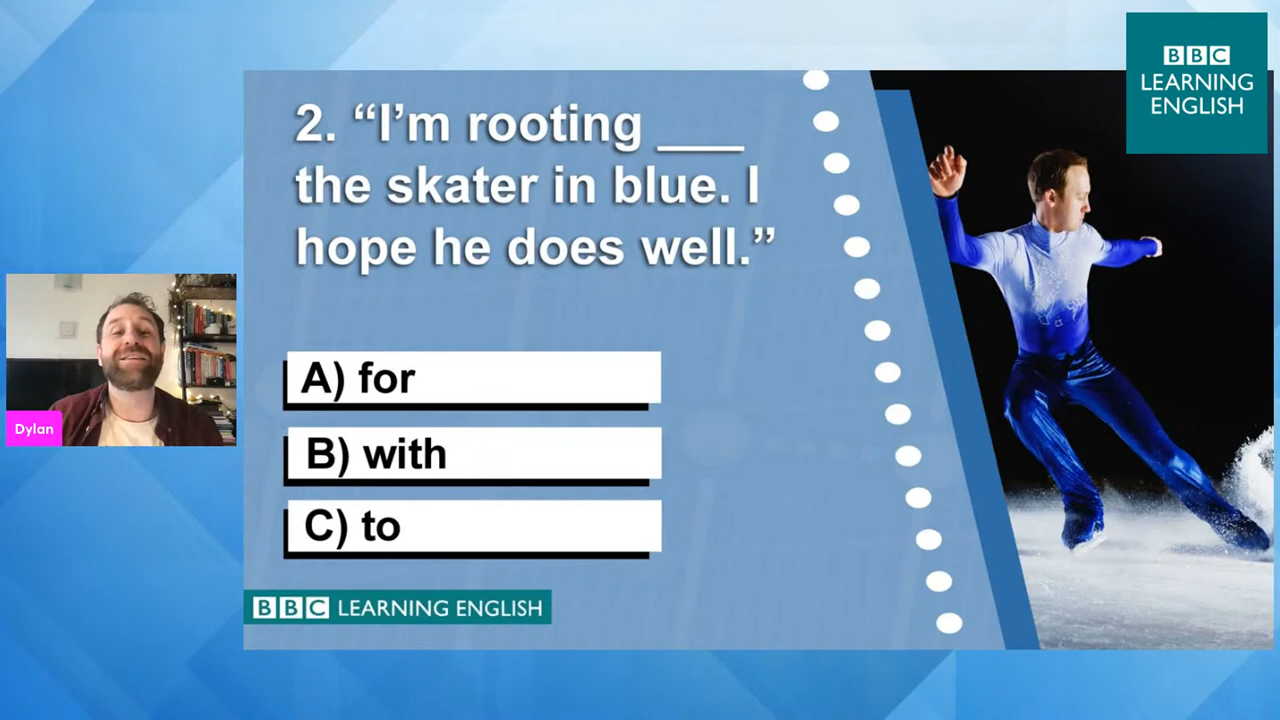 BBC
LEARNING
ENGLISH
2. “I’m rooting ___
the skater in blue. I
hope he does well.”
A) for
B) with
C) to
Dylan
BBC LEARNING ENGLISH